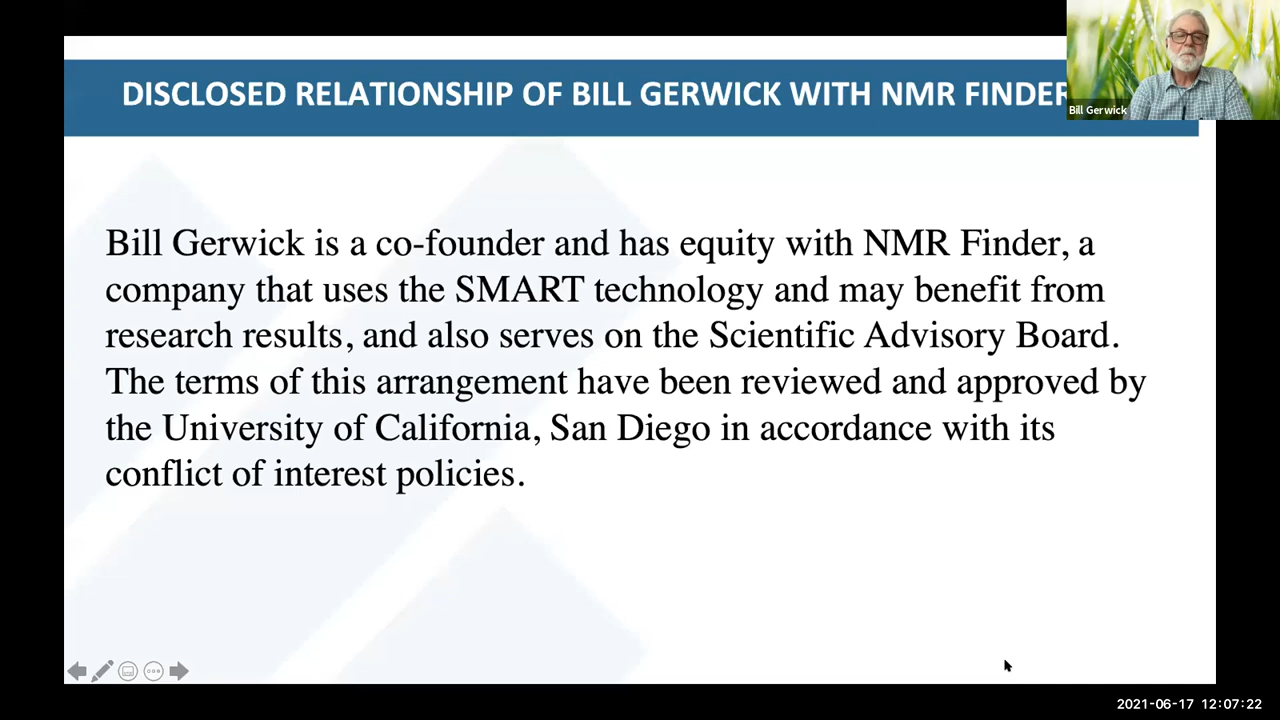 DISCLOSED RELATIONSHIP OF BILL GERWICK WITH NMR FINDER
Bill Gerwick
Bill Gerwick is a co-founder and has equity with NMR Finder, a
company that uses the SMART technology and may benefit from
research results, and also serves on the Scientific Advisory Board.
The terms of this arrangement have been reviewed and approved by
the University of California, San Diego in accordance with its
conflict of interest policies.
2021-06-17 12:07:22